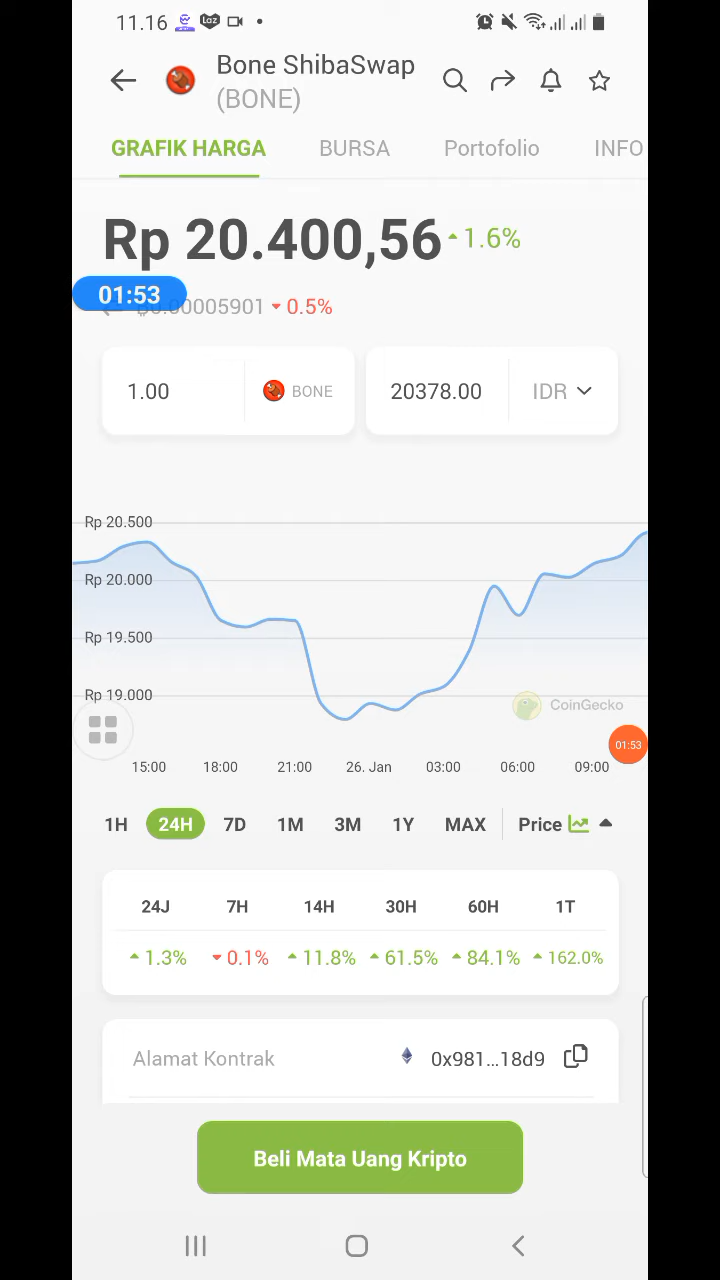 11.16 Laz
Bone ShibaSwap
(BONE)
GRAFIK HARGA BURSA Portofolio INFO
Rp 20.400,56 1.6%
01:53
0.00005901 0.5%
1.00 BONE 20378.00 IDR
Rp 20.500
Rp 20.000
Rp 19.500
Rp 19.000
CoinGecko
01:53
15:00 18:00 21:00 26. Jan 03:00 06:00 09:00
1H 24H 7D 1M 3M 1Y MAX Price
24J 7H 14H 30H 60H 1T
1.3% 0.1% 11.8% 61.5% 84.1% 162.0%
Alamat Kontrak 0x981...18d9
Beli Mata Uang Kripto